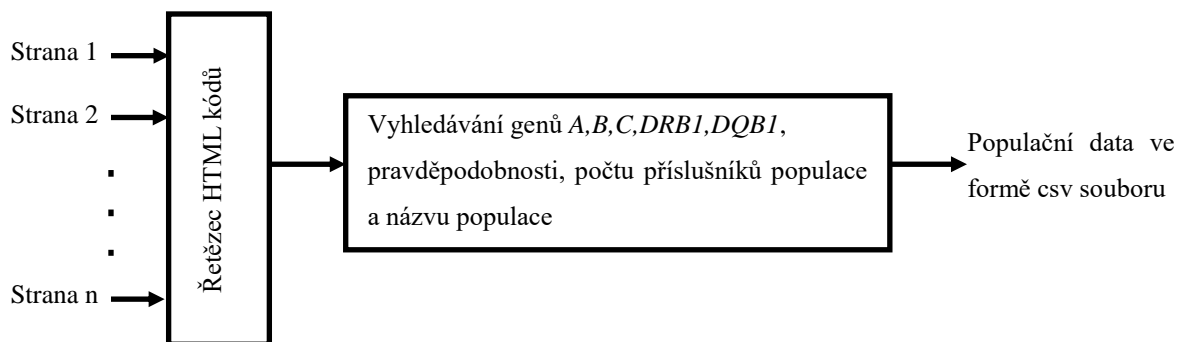 Strana 1
Strana 2
.
.
.
Strana n
Řetězec HTML kódů
Vyhledávání genů A,B,C,DRB1,DQB1,
pravděpodobnosti, počtu příslušníků populace
a názvu populace
Populační data ve
formě csv souboru